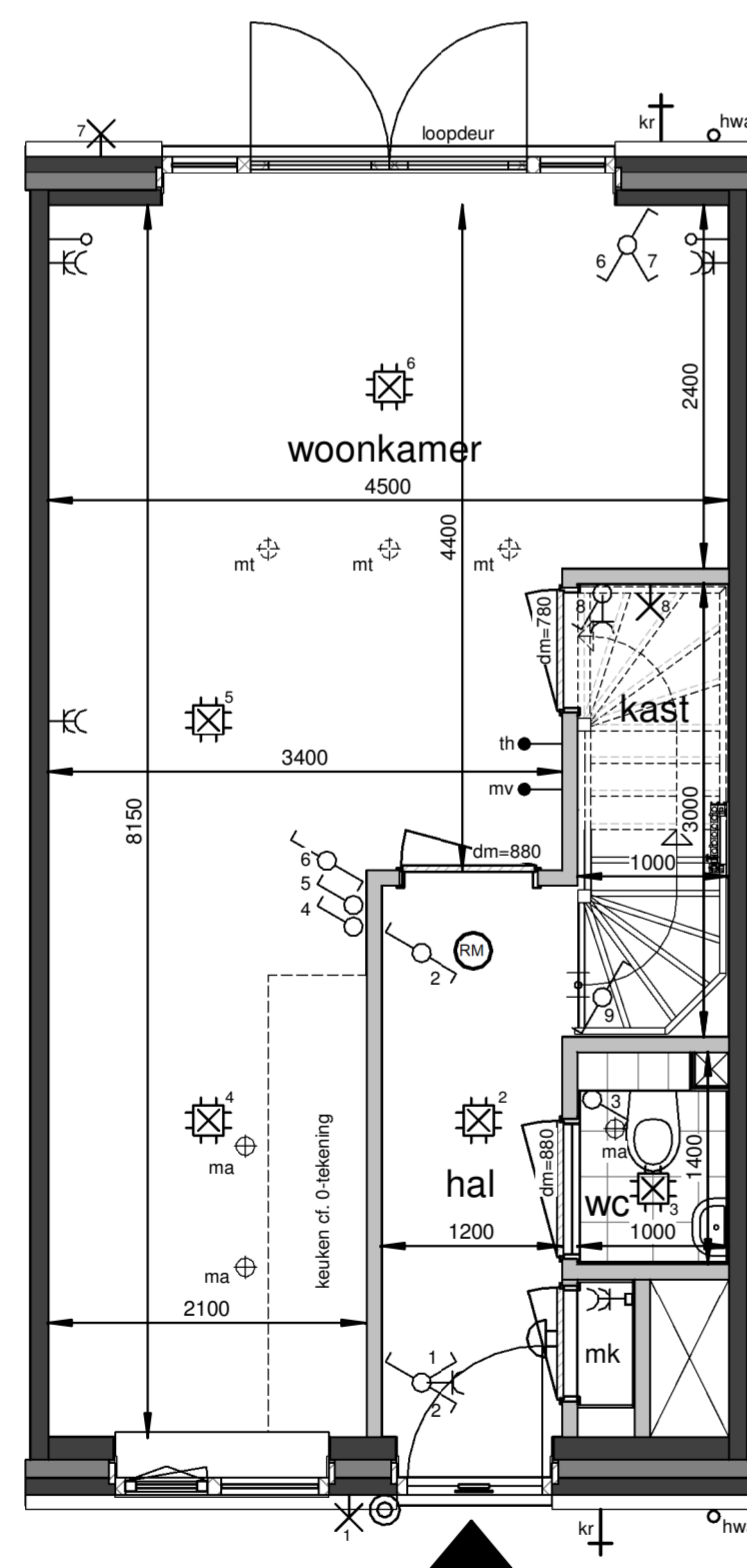 loopdeur
kr
hwa
7
6
7
6
woonkamer
4500
2400
4400
mt
mt
mt
dm=780
8
8
kast
5
th
mv
3400
8150
3000
dm=880
1000
6
5
4
2
RM
9
4
2
3
ma
ma
keuken cf. 0-tekening
hal
dm=880
wc
3
1400
1200
1000
ma
2100
1
2
mk
1
kr
hw